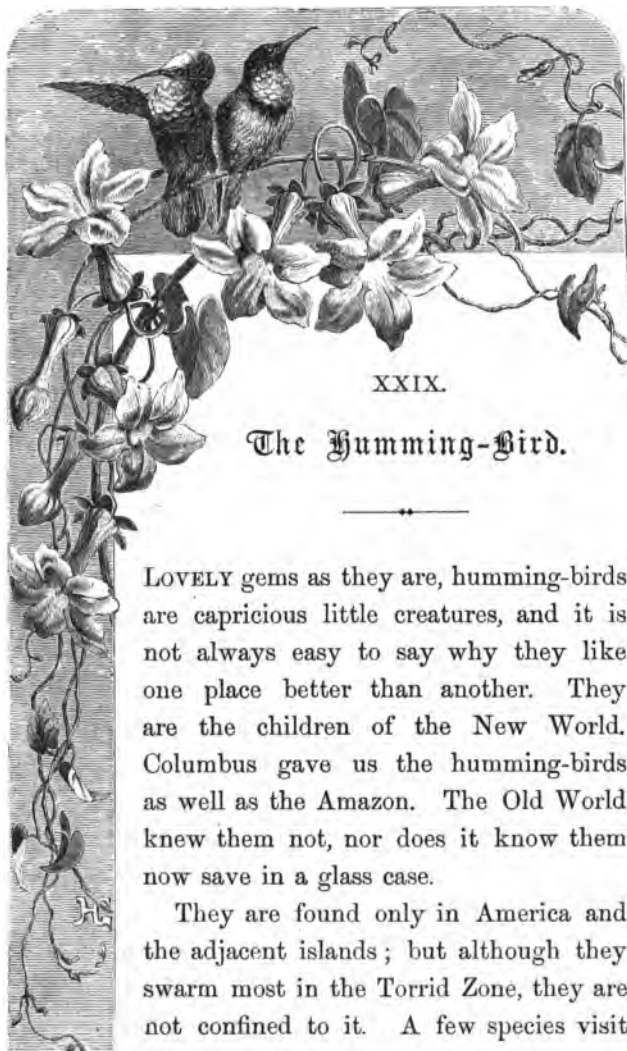 XXIX.
The Humming-Bird.
LOVELY gems as they are, humming-birds
are capricious little creatures, and it is
not always easy to say why they like
one place better than another. They
are the children of the New World.
Columbus gave us the humming-birds
as well as the Amazon. The Old World
knew them not, nor does it know them
now save in a glass case.
They are found only in America and
the adjacent islands; but although they
swarm most in the Torrid Zone, they are
not confined to it. A few species visit